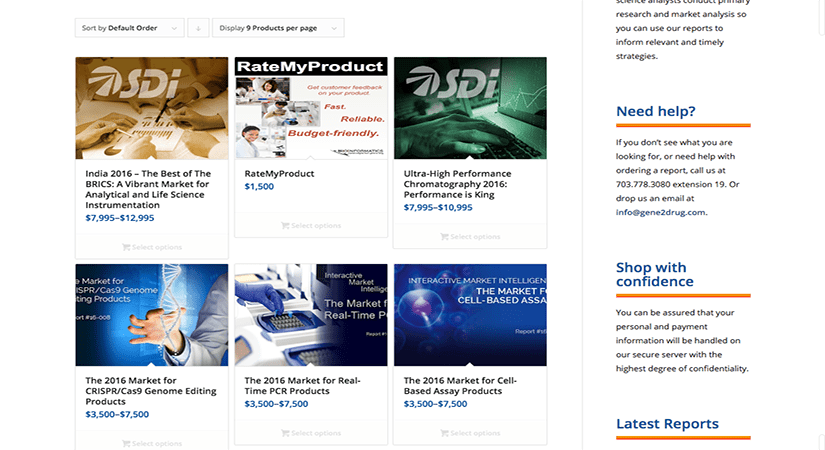 Sort by Default Order
↓
Display 9 Products per page
SDi
India 2016 – The Best of The
BRICS: A Vibrant Market for
Analytical and Life Science
Instrumentation
$7,995–$12,995
Select options
RateMyProduct
Get customer feedback
on your product.
Fast.
Reliable.
Budget-friendly.
BIOINFORMATICS
RateMyProduct
$1,500
Select options
SDi
Ultra-High Performance
Chromatography 2016:
Performance is King
$7,995–$10,995
Select options
e Market for
ISPR/Cas9 Genome
iting Products
port #16-008
The 2016 Market for
CRISPR/Cas9 Genome Editing
Products
$3,500–$7,500
Select options
Interactive
Market
Intelligenc
The Market f
Real-Time PC
Report #1
The 2016 Market for Real-
Time PCR Products
$3,500–$7,500
Select options
INTERACTIVE MARKET INTELLIGEN
THE MARKET F
CELL-BASED ASSA
Report #16
The 2016 Market for Cell-
Based Assay Products
$3,500–$7,500
Select options
science analysts conduct primary
research and market analysis so
you can use our reports to
inform relevant and timely
strategies.
Need help?
If you don't see what you are
looking for, or need help with
ordering a report, call us at
703.778.3080 extension 19. Or
drop us an email at
info@gene2drug.com.
Shop with
confidence
You can be assured that your
personal and payment
information will be handled on
our secure server with the
highest degree of confidentiality.
Latest Reports